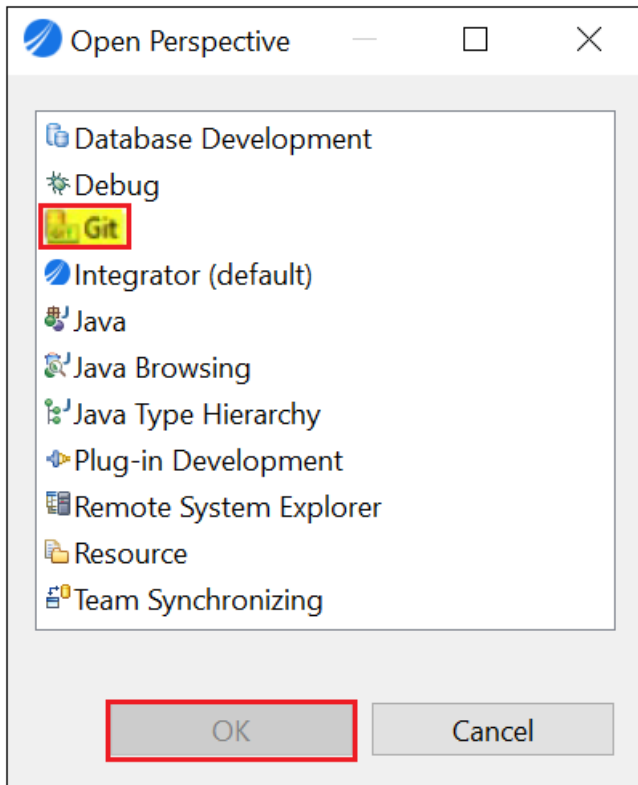 Open Perspective
Database Development
Debug
Git
Integrator (default)
Java
Java Browsing
Java Type Hierarchy
Plug-in Development
Remote System Explorer
Resource
Team Synchronizing
OK Cancel